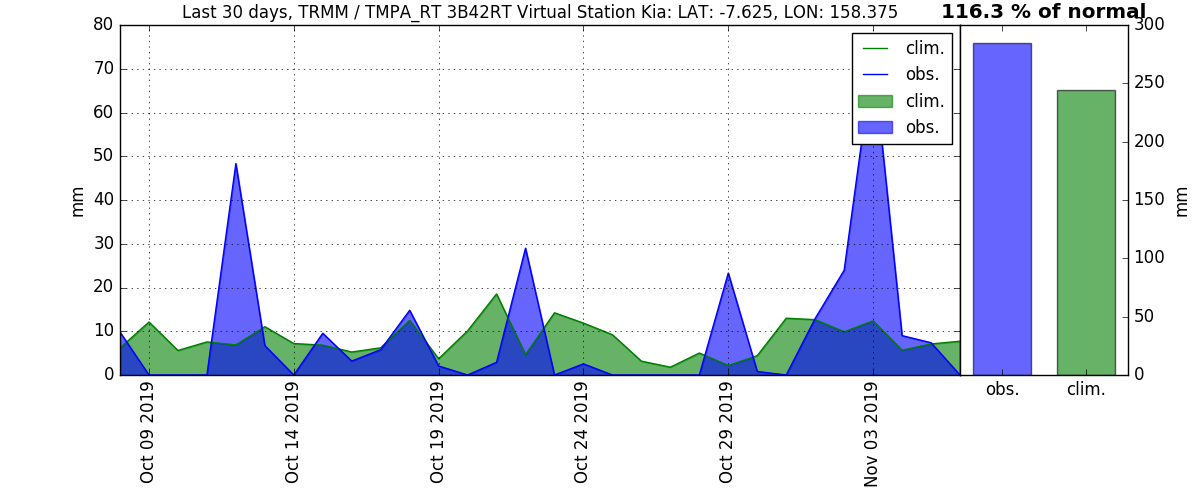 Last 30 days, TRMM / TMPA_RT 3B42RT Virtual Station Kia: LAT: -7.625, LON: 158.375
116.3 % of normal
80
70
60
50
40
30
20
10
0
mm
clim.
obs.
clim.
obs.
Oct 09 2019
Oct 14 2019
Oct 19 2019
Oct 24 2019
Oct 29 2019
Nov 03 2019
300
250
200
150
100
50
0
mm
obs.
clim.